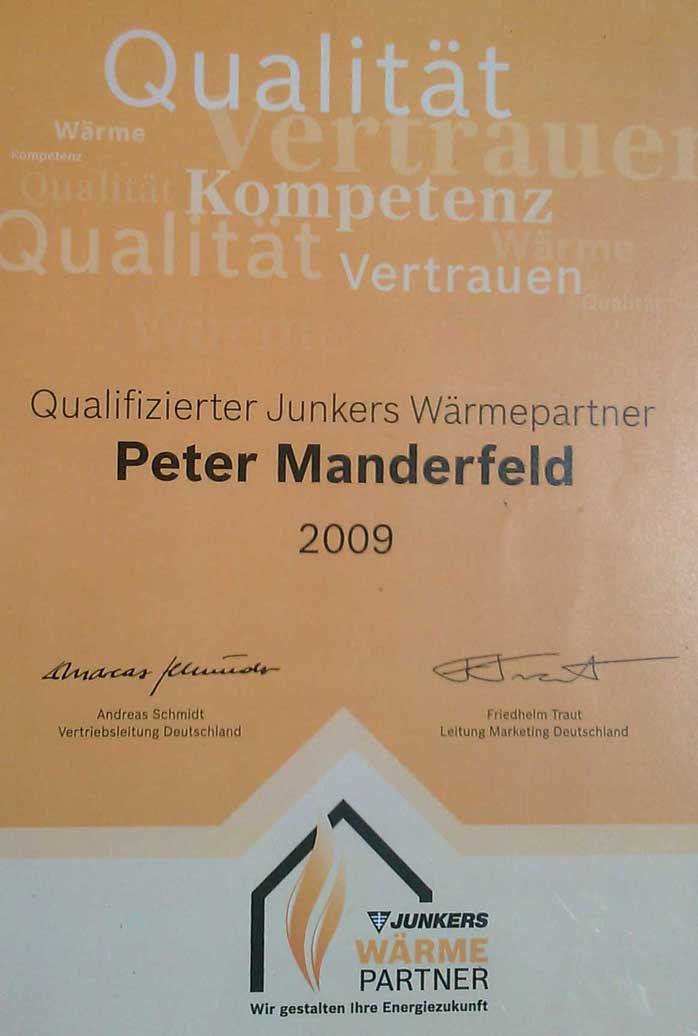 Qualität
Wärme Vertrauen
Kompetenz
Qualität Kompetenz
Qualität Wärme
Vertrauen
Qualität
Wärme
Qualifizierter Junkers Wärmepartner
Peter Manderfeld
2009
Andreas Schmidt
Vertriebsleitung Deutschland
Friedhelm Traut
Leitung Marketing Deutschland
JUNKERS
WÄRME
PARTNER
Wir gestalten Ihre Energiezukunft